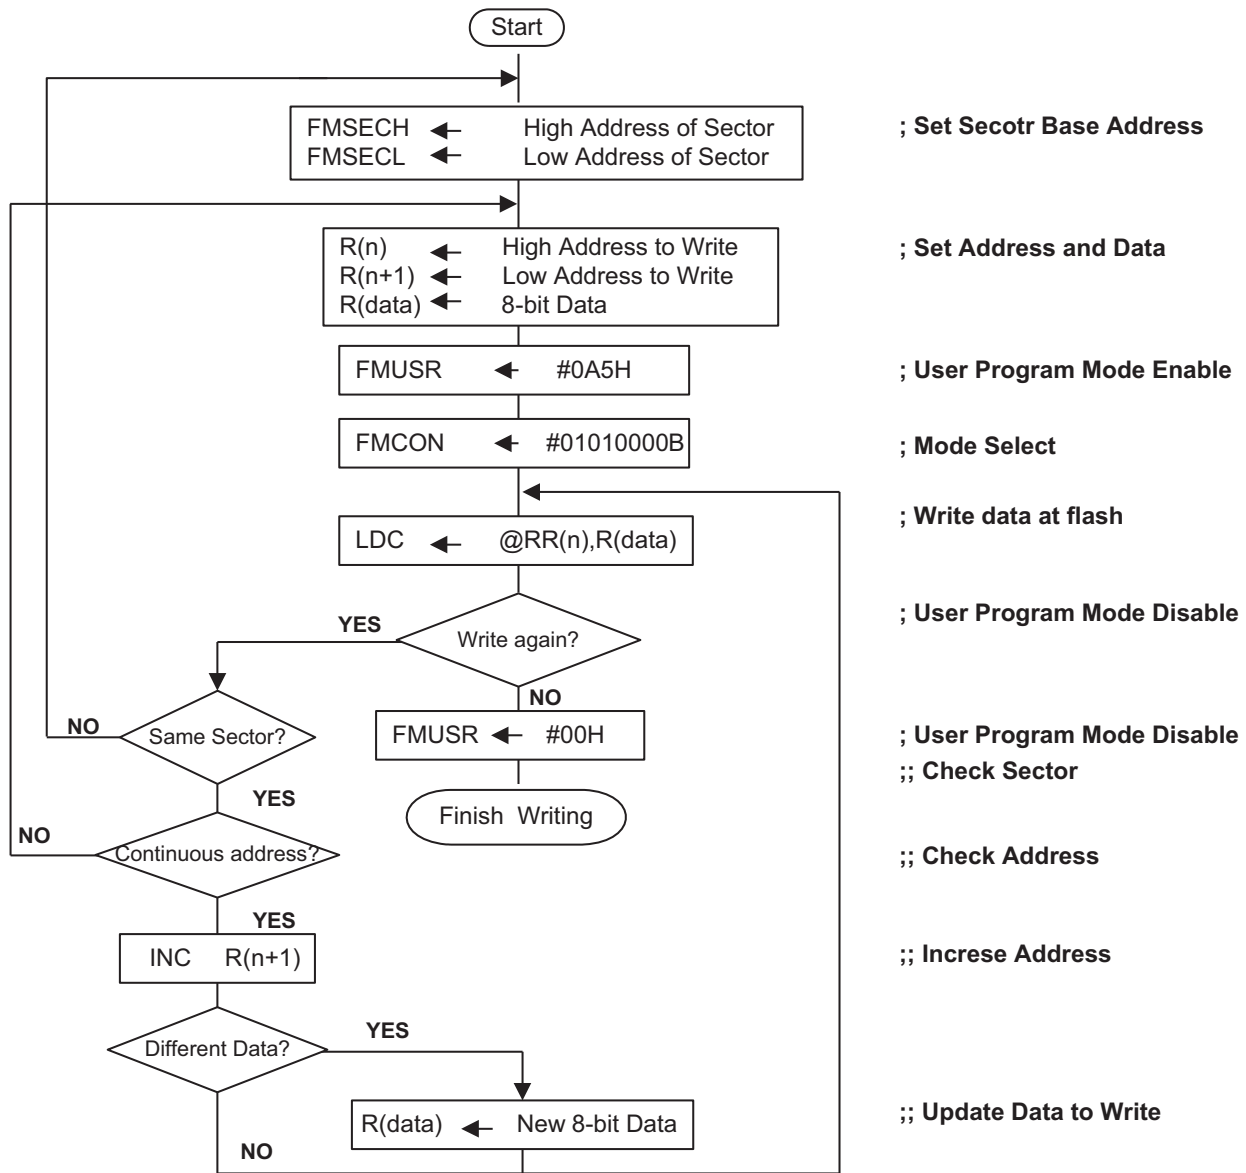 Start
FMSECH High Address of Sector ; Set Secotr Base Address
FMSECL Low Address of Sector
R(n) High Address to Write ; Set Address and Data
R(n+1) Low Address to Write
R(data) 8-bit Data
FMUSR #0A5H ; User Program Mode Enable
FMCON #01010000B ; Mode Select
; Write data at flash
LDC @RR(n),R(data)
; User Program Mode Disable
YES Write again?
NO
NO Same Sector? FMUSR #00H ; User Program Mode Disable
;; Check Sector
YES
Finish Writing
NO
Continuous address? ;; Check Address
YES
INC R(n+1) ;; Increse Address
YES
Different Data?
R(data) New 8-bit Data ;; Update Data to Write
NO